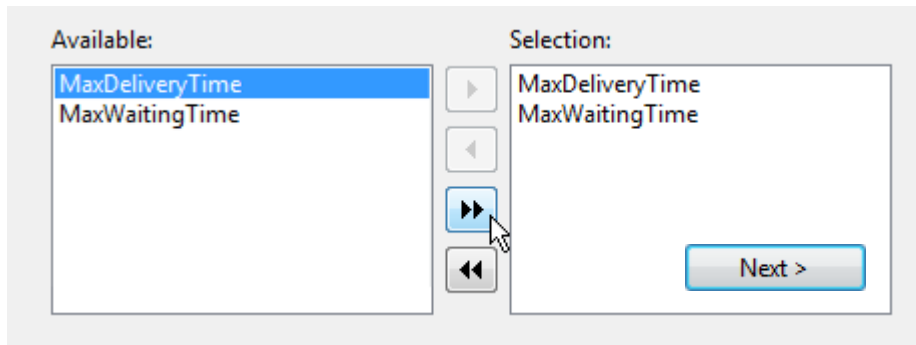 Available:
MaxDeliveryTime
MaxWaitingTime
Selection:
MaxDeliveryTime
MaxWaitingTime
Next >